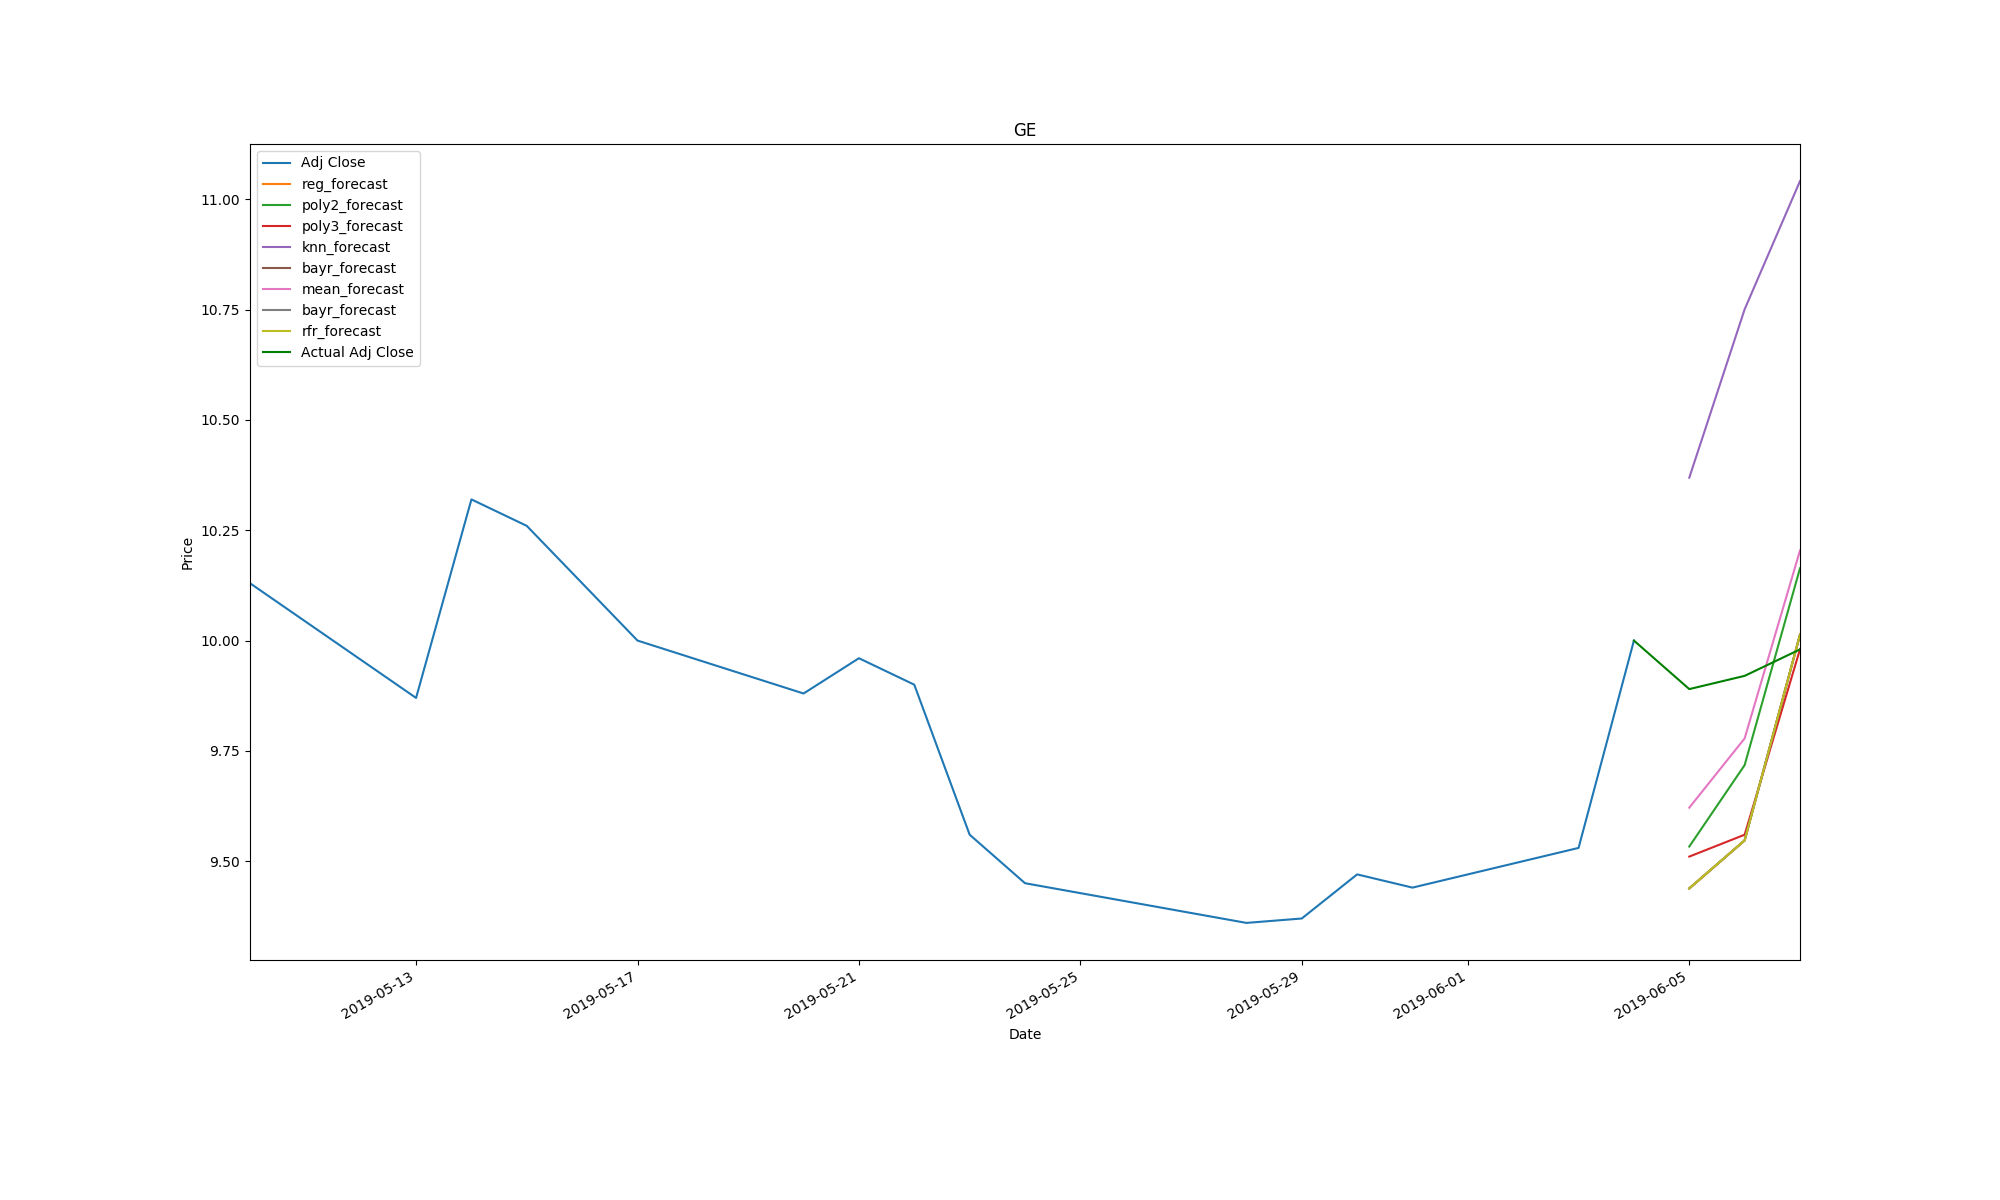 GE
Adj Close
reg_forecast
poly2_forecast
poly3_forecast
knn_forecast
bayr_forecast
mean_forecast
bayr_forecast
rfr_forecast
Actual Adj Close
11.00
10.75
10.50
10.25
10.00
9.75
9.50
Price
2019-05-13
2019-05-17
2019-05-21
2019-05-25
2019-05-29
2019-06-01
2019-06-05
Date